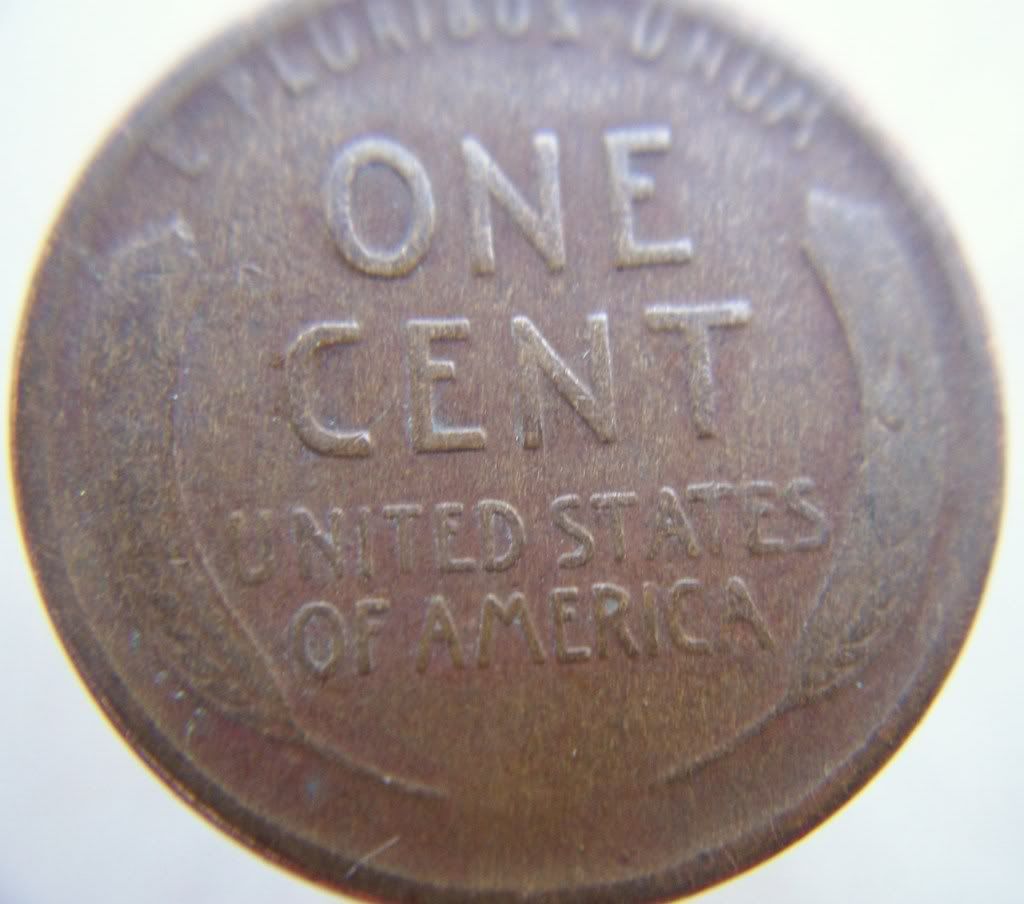 E PLURIBUS UNUM
ONE
CENT
UNITED STATES
OF AMERICA